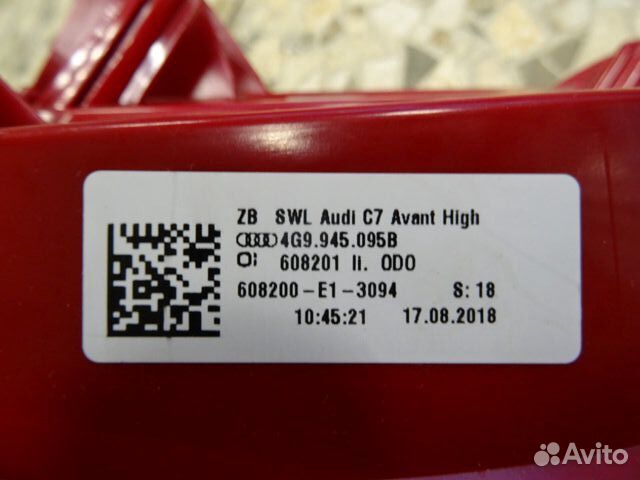 ZB SWL Audi C7 Avant High
4G9.945.095B
608201 li. ODO
608200-E1-3094 S: 18
10:45:21 17.08.2018
Avito